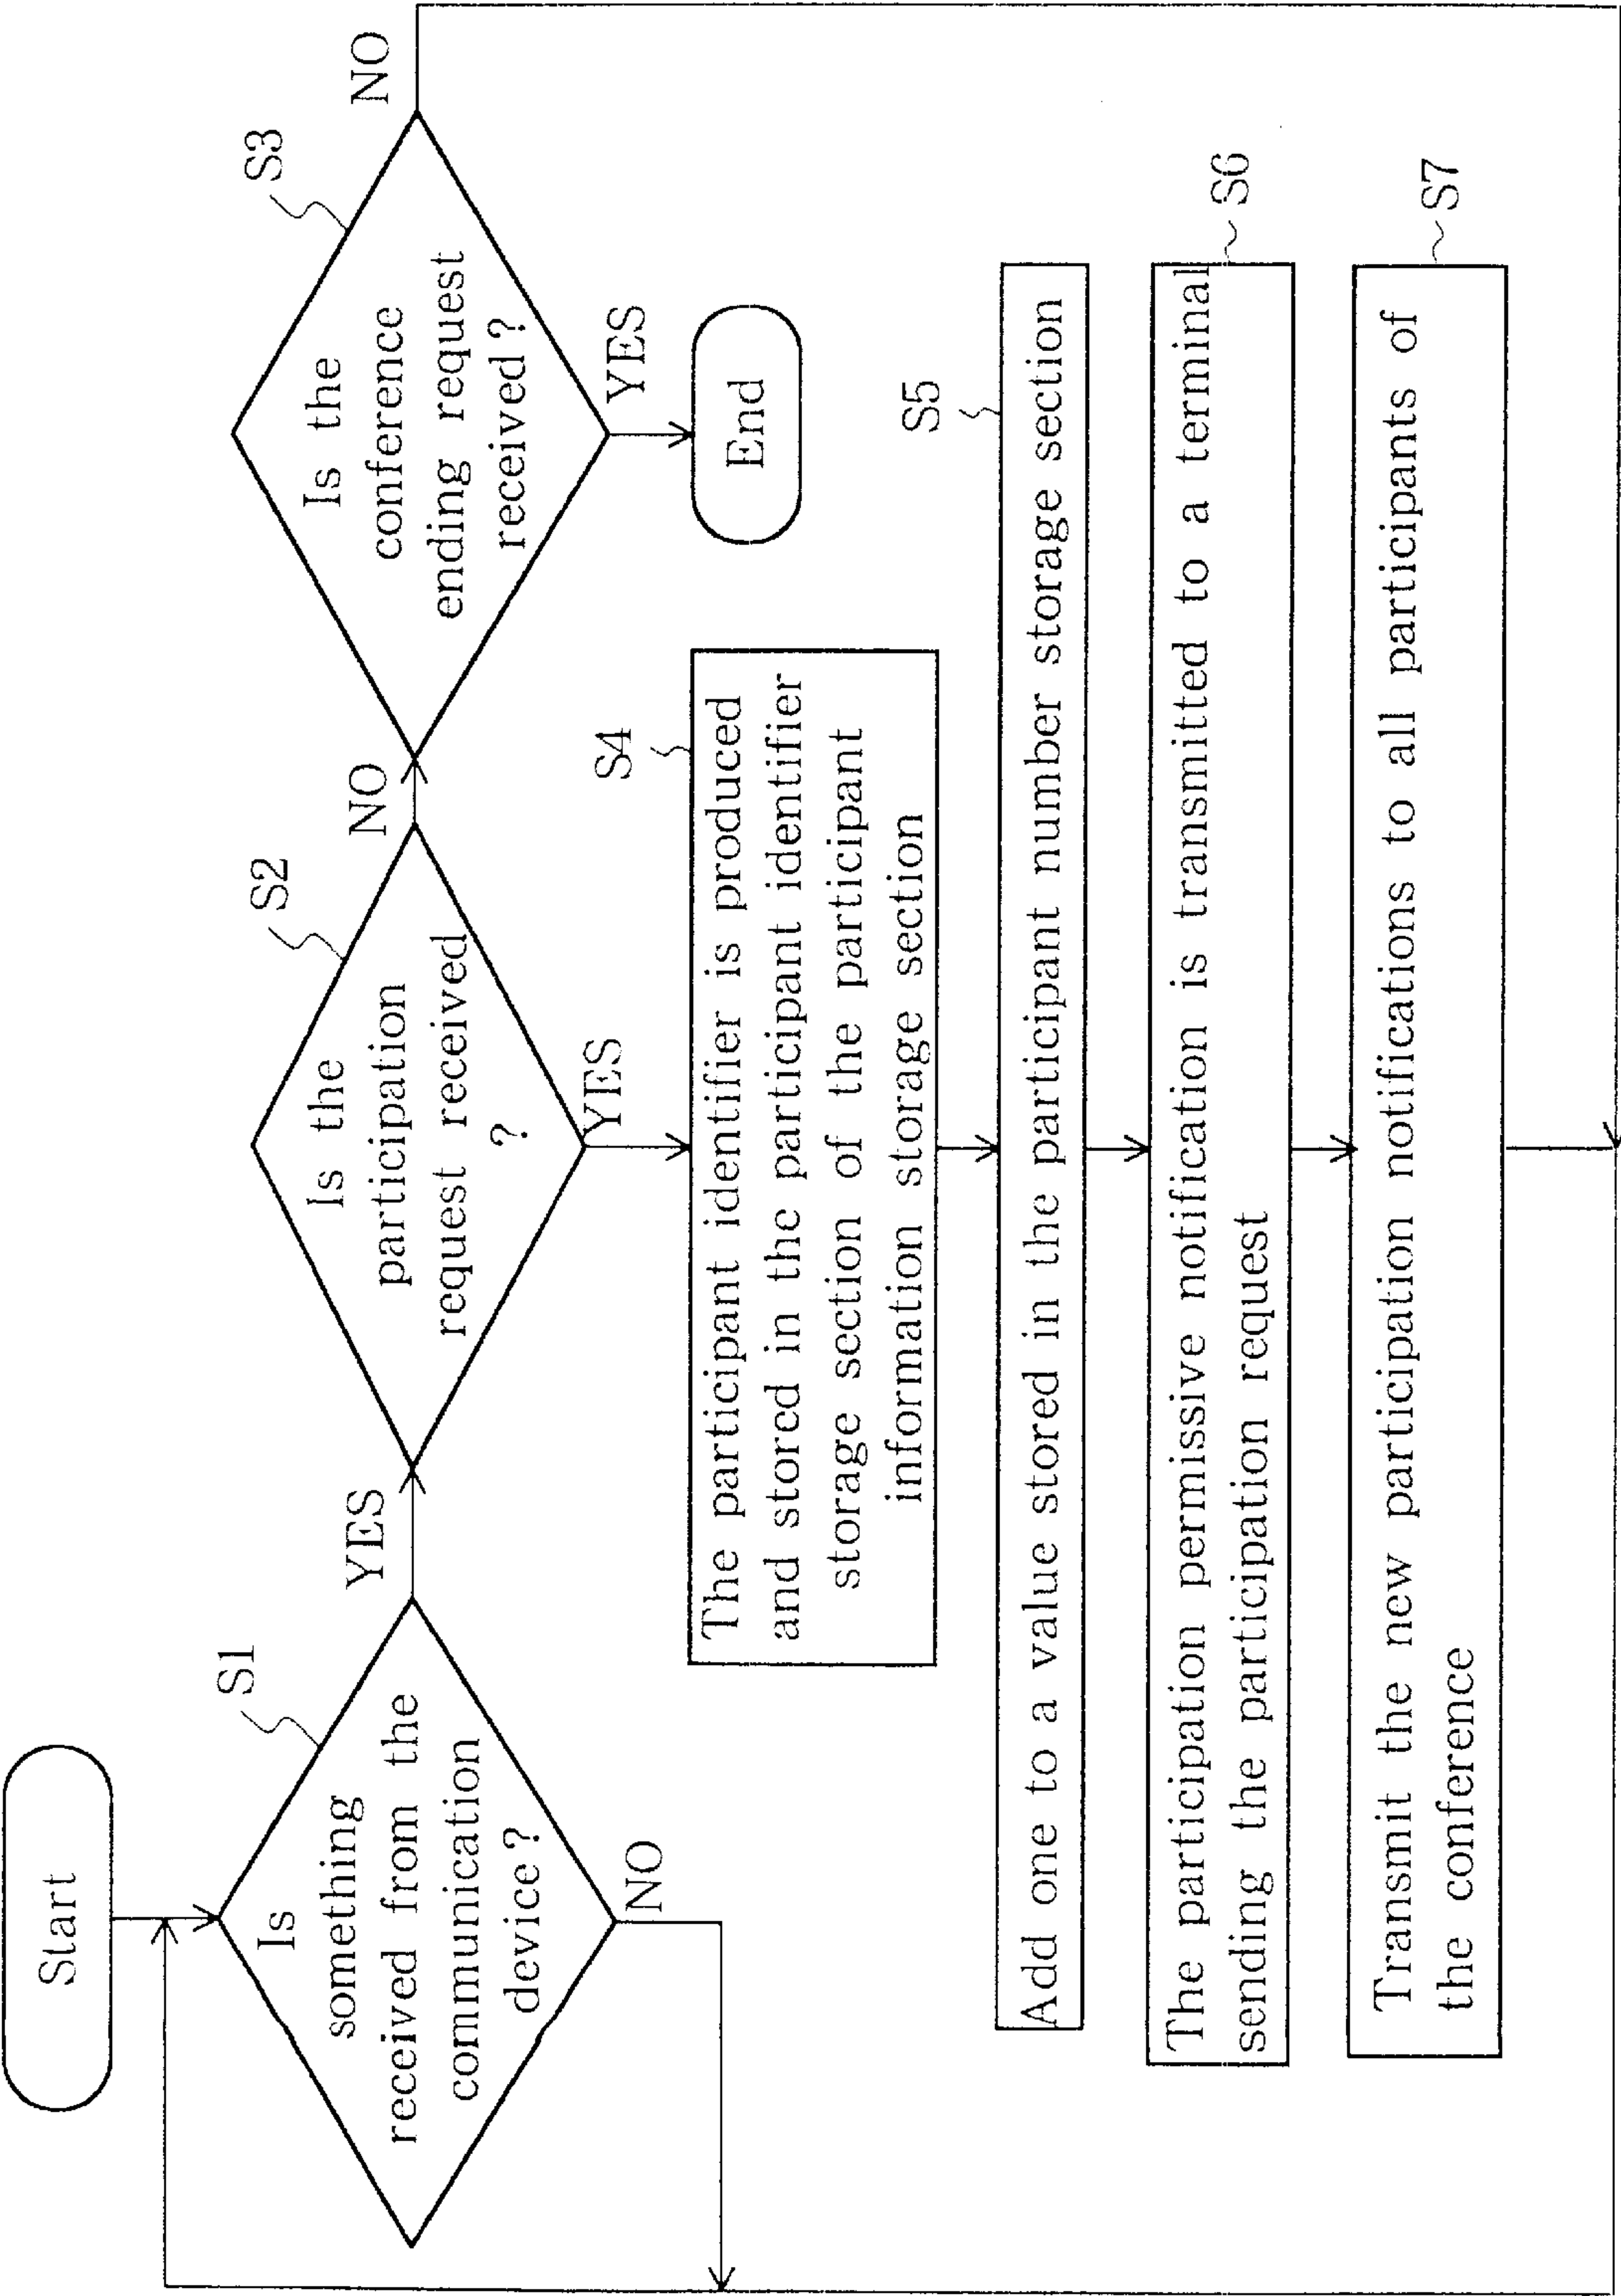 Start
S1
Is
something
received from the
communication
device?
YES
NO
S2
Is the
participation
request received
?
NO
YES
S3
Is the
conference
ending request
received?
NO
YES
End
S4
The participant identifier is produced
and stored in the participant identifier
storage section of the participant
information storage section
S5
Add one to a value stored in the participant number storage section
S6
The participation permissive notification is transmitted to a terminal
sending the participation request
S7
Transmit the new participation notifications to all participants of
the conference